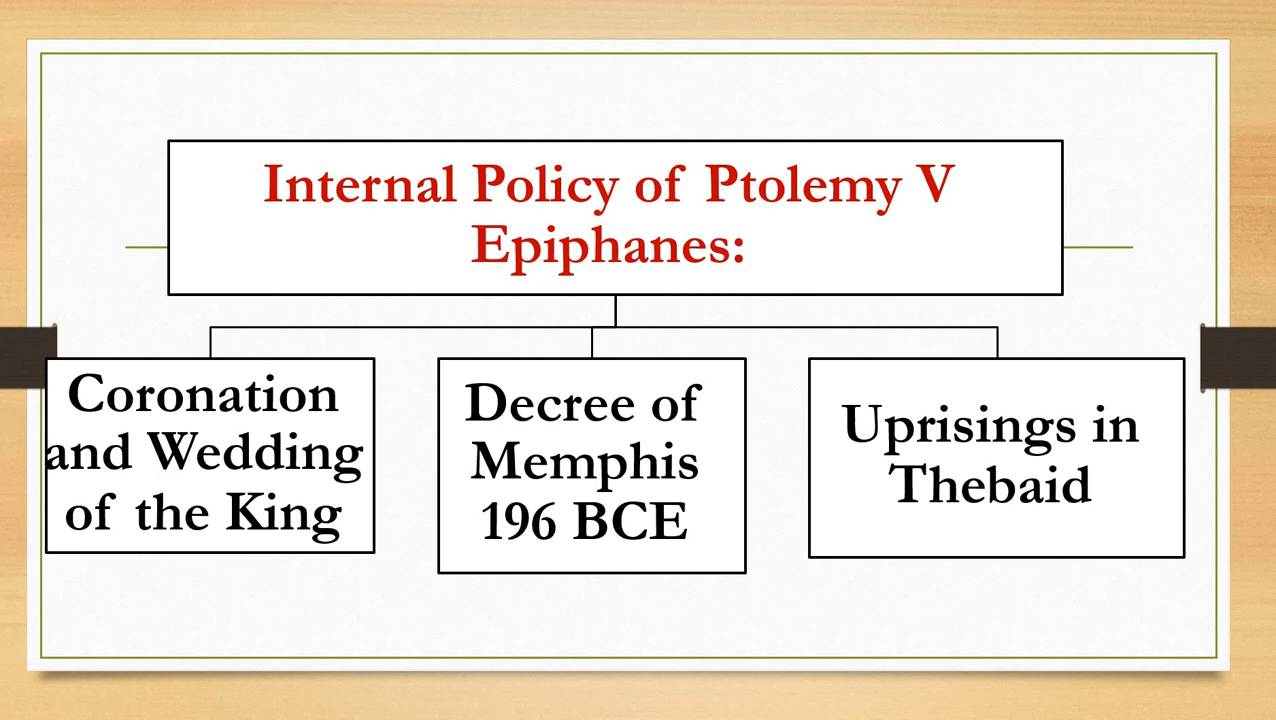 Internal Policy of Ptolemy V
Epiphanes:
Coronation
and Wedding
of the King
Decree of
Memphis
196 BCE
Uprisings in
Thebaid